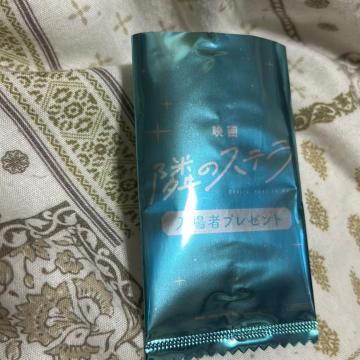 映画
隣のステラ
入場者プレゼント